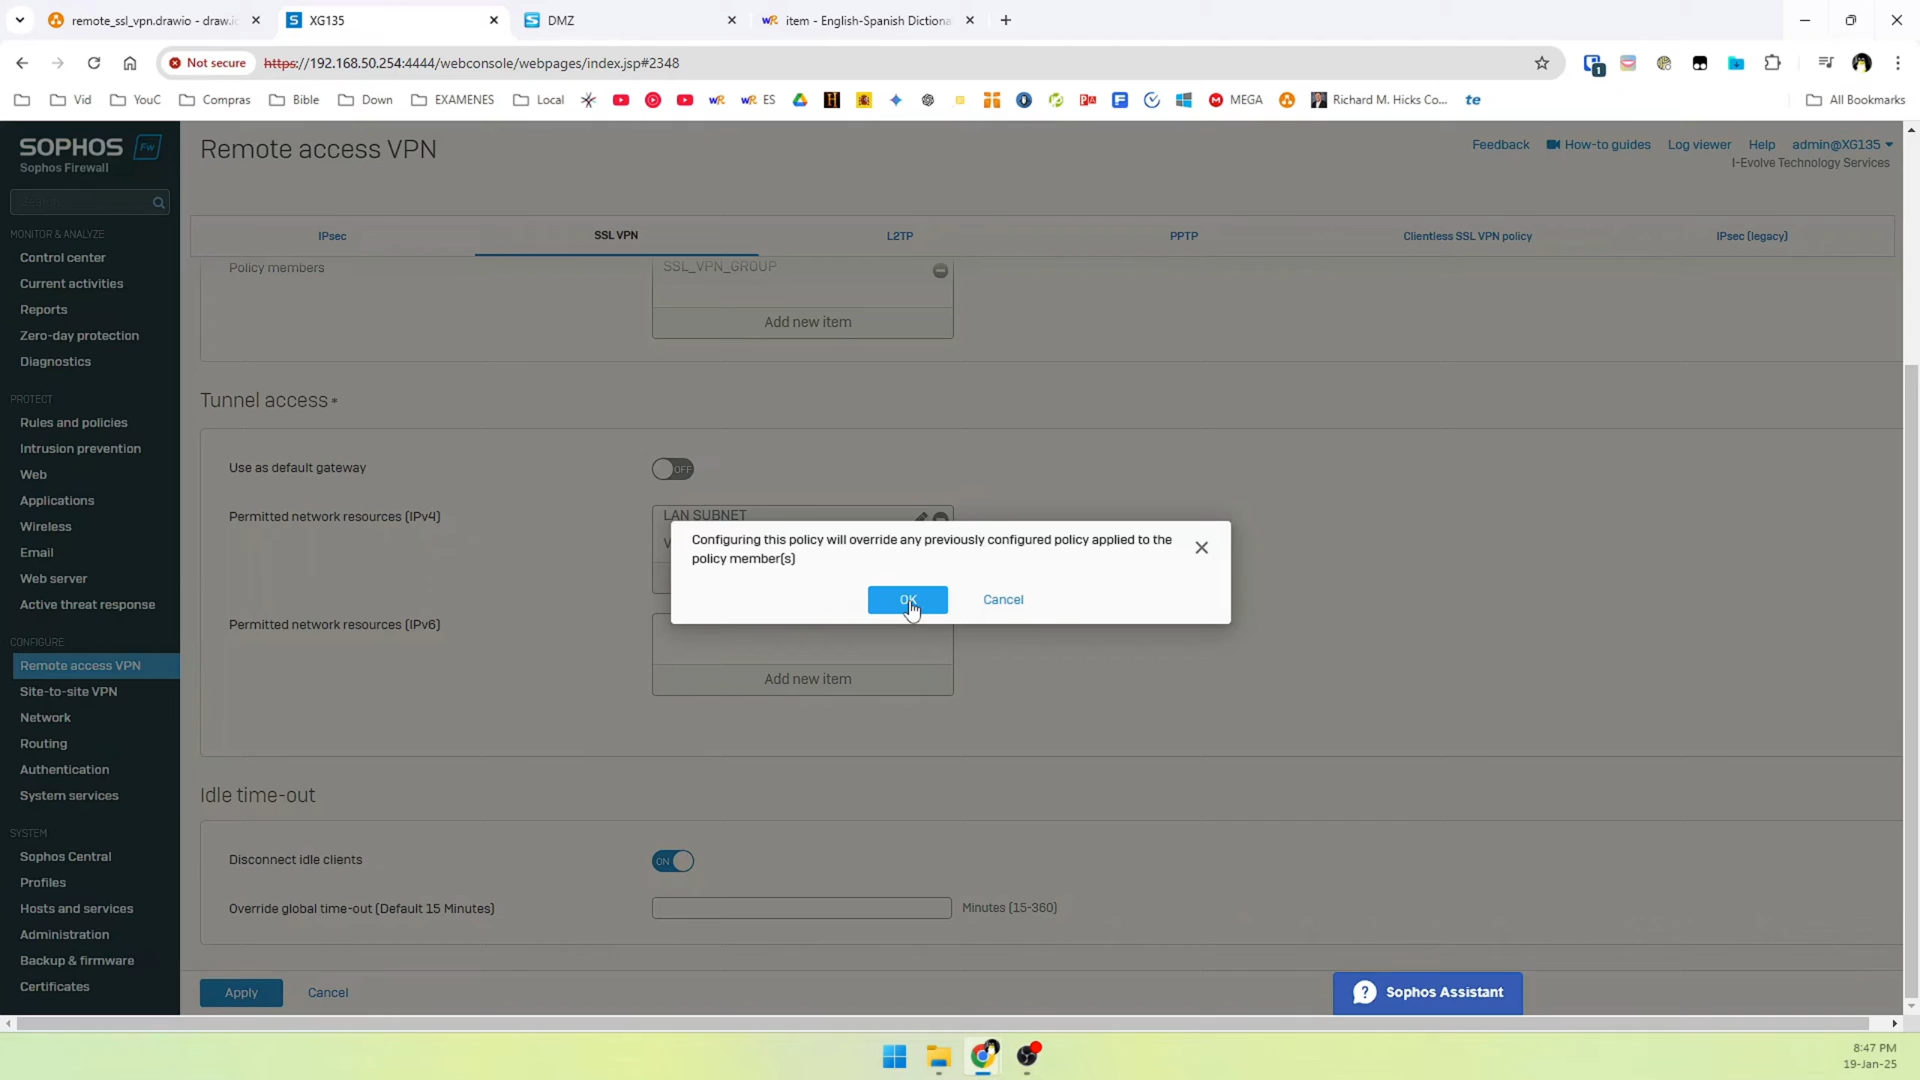 remote_ssl_vpn.drawio - draw.io
XG135
DMZ
item - English-Spanish Dictiona
Not secure
https://192.168.50.254:4444/webconsole/webpages/index.jsp#2348
1
Vid
YouC
Compras
Bible
Down
EXAMENES
Local
WR
WR ES
MEGA
Richard M. Hicks Co...
te
All Bookmarks
SOPHOS Fw
Sophos Firewall
Search
MONITOR & ANALYZE
Control center
Current activities
Reports
Zero-day protection
Diagnostics
PROTECT
Rules and policies
Intrusion prevention
Web
Applications
Wireless
Email
Web server
Active threat response
CONFIGURE
Remote access VPN
Site-to-site VPN
Network
Routing
Authentication
System services
SYSTEM
Sophos Central
Profiles
Hosts and services
Administration
Backup & firmware
Certificates
Remote access VPN
Feedback
How-to guides
Log viewer
Help
admin@XG135
I-Evolve Technology Services
IPsec
SSL VPN
L2TP
PPTP
Clientless SSL VPN policy
IPsec (legacy)
Policy members
SSL_VPN_GROUP
Add new item
Tunnel access *
Use as default gateway
OFF
Permitted network resources (IPv4)
LAN SUBNET
Configuring this policy will override any previously configured policy applied to the
policy member(s)
OK
Cancel
Permitted network resources (IPv6)
Add new item
Idle time-out
Disconnect idle clients
ON
Override global time-out (Default 15 Minutes)
Minutes (15-360)
Apply
Cancel
Sophos Assistant
8:47 PM
19-Jan-25